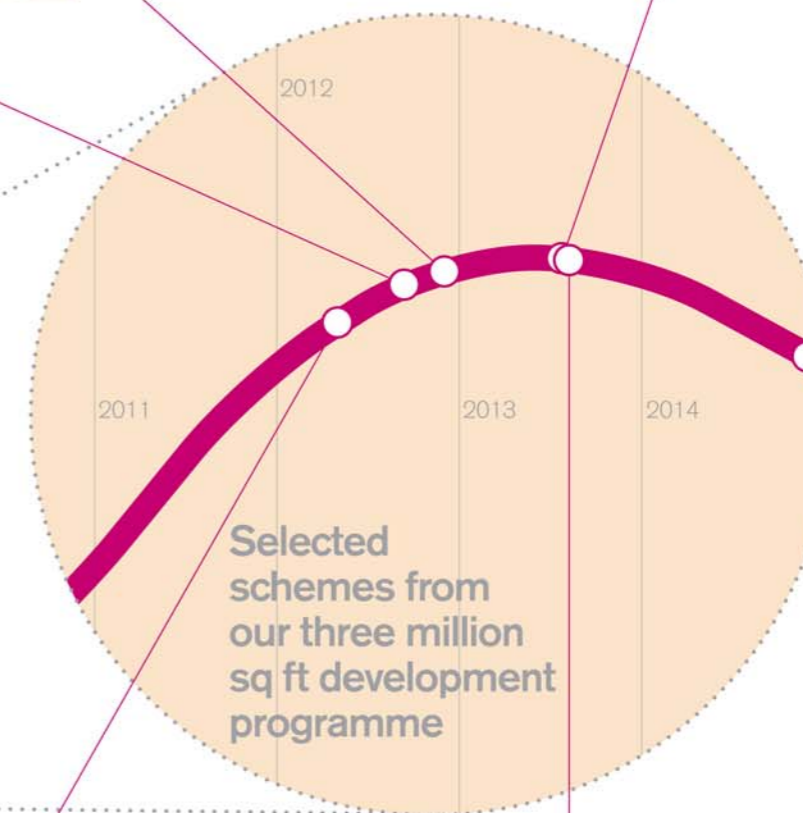 2012
2011
2013
2014
Selected
schemes from
our three million
sq ft development
programme